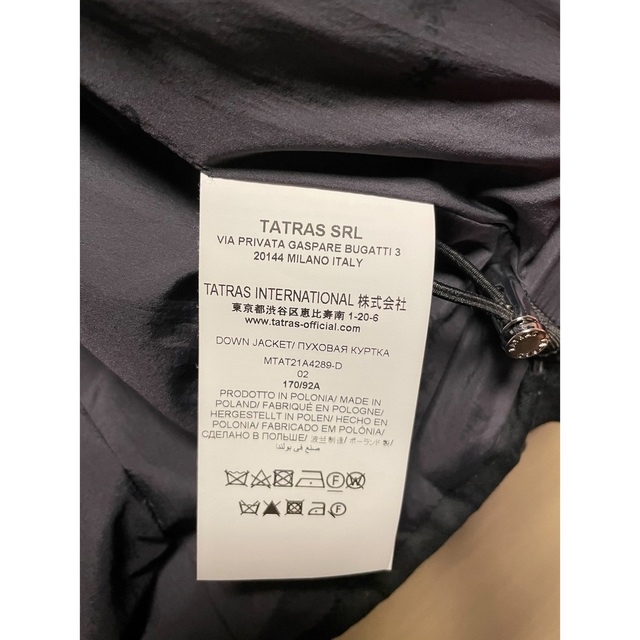 TATRAS SRL
VIA PRIVATA GASPARE BUGATTI 3
20144 MILANO ITALY
TATRAS INTERNATIONAL 株式会社
東京都渋谷区恵比寿南 1-20-6
www.tatras-official.com
DOWN JACKET/ ПУХОВАЯ КУРТКА
MTAT21A4289-D
02
170/92A
PRODOTTO IN POLONIA/ MADE IN
POLAND/ FABRIQUÉ EN POLOGNE/
HERGESTELLT IN POLEN/ HECHO EN
POLONIA/ FABRICADO EM POLÓNIA/
СДЕЛАНО В ПОЛЬШЕ/ 波兰制/ ポーランド製/
صنع في بولندا
F W
F